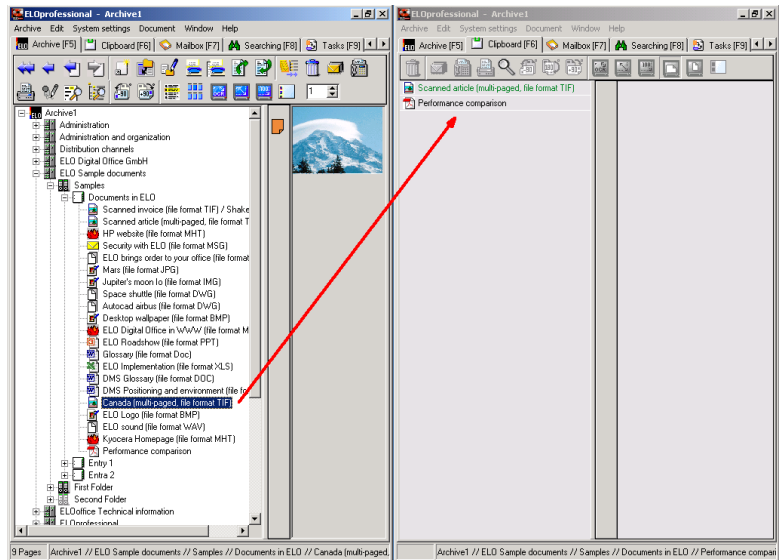 ELOprofessional - Archive1
Archive Edit System settings Document Window Help
Archive [F5] Clipboard [F6] Mailbox [F7] Searching [F8] Tasks [F9]
1
Archive1
Administration
Administration and organization
Distribution channels
ELO Digital Office GmbH
ELO Sample documents
Samples
Documents in ELO
Scanned invoice (file format TIF) / Shake
Scanned article (multi-paged, file format T
HP website (file format MHT)
Security with ELO (file format MSG)
ELO brings order to your office (file format
Mars (file format JPG)
Jupiter's moon Io (file format IMG)
Space shuttle (file format DWG)
Autocad airbus (file format DWG)
Desktop wallpaper (file format BMP)
ELO Digital Office in WWW (file format M
ELO Roadshow (file format PPT)
Glossary (file format Doc)
ELO Implementation (file format XLS)
DMS Glossary (file format DOC)
DMS Positioning and environment (file fo
Canada (multi-paged, file format TIF)
ELO Logo (file format BMP)
ELO sound (file format WAV)
Kyocera Homepage (file format MHT)
Performance comparison
Entry 1
Entra 2
First Folder
Second Folder
ELOoffice Technical information
ELOprofessional
9 Pages Archive1 // ELO Sample documents // Samples // Documents in ELO // Canada (multi-paged,
ELOprofessional - Archive1
Archive Edit System settings Document Window Help
Archive [F5] Clipboard [F6] Mailbox [F7] Searching [F8] Tasks [F9]
Scanned article (multi-paged, file format TIF)
Performance comparison
Archive1 // ELO Sample documents // Samples // Documents in ELO // Performance compari